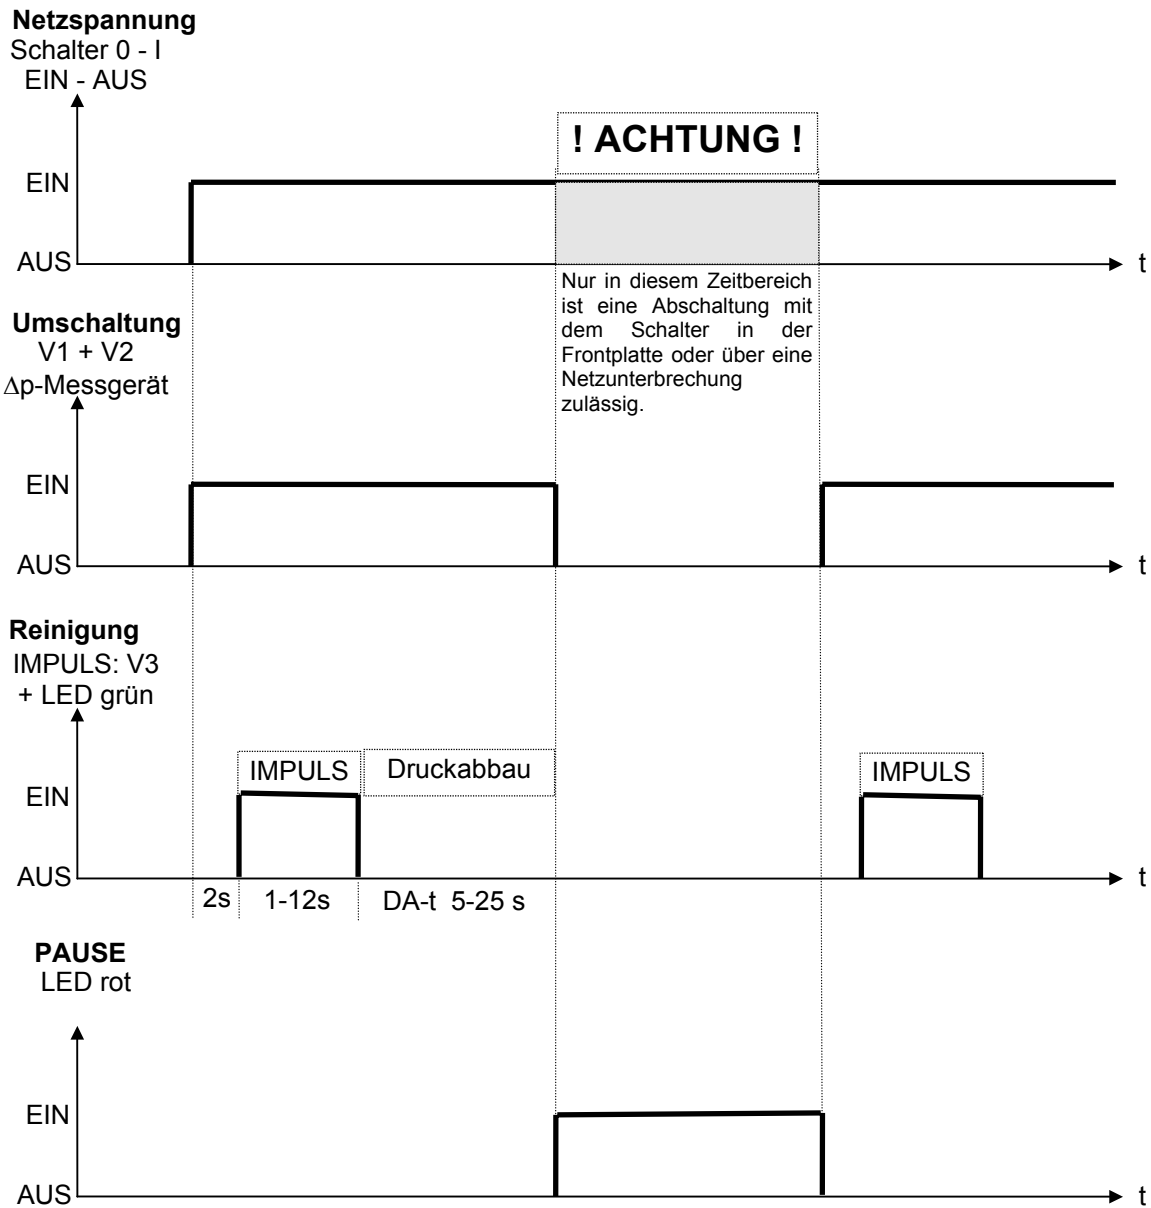 Netzspannung
Schalter 0 - I
EIN - AUS
! ACHTUNG !
EIN
AUS
t
Nur in diesem Zeitbereich
ist eine Abschaltung mit
dem Schalter in der
Frontplatte oder über eine
Netzunterbrechung
zulässig.
Umschaltung
V1 + V2
Δp-Messgerät
EIN
AUS
t
Reinigung
IMPULS: V3
+ LED grün
IMPULS
Druckabbau
IMPULS
EIN
AUS
t
2s
1-12s
DA-t 5-25 s
PAUSE
LED rot
EIN
AUS
t